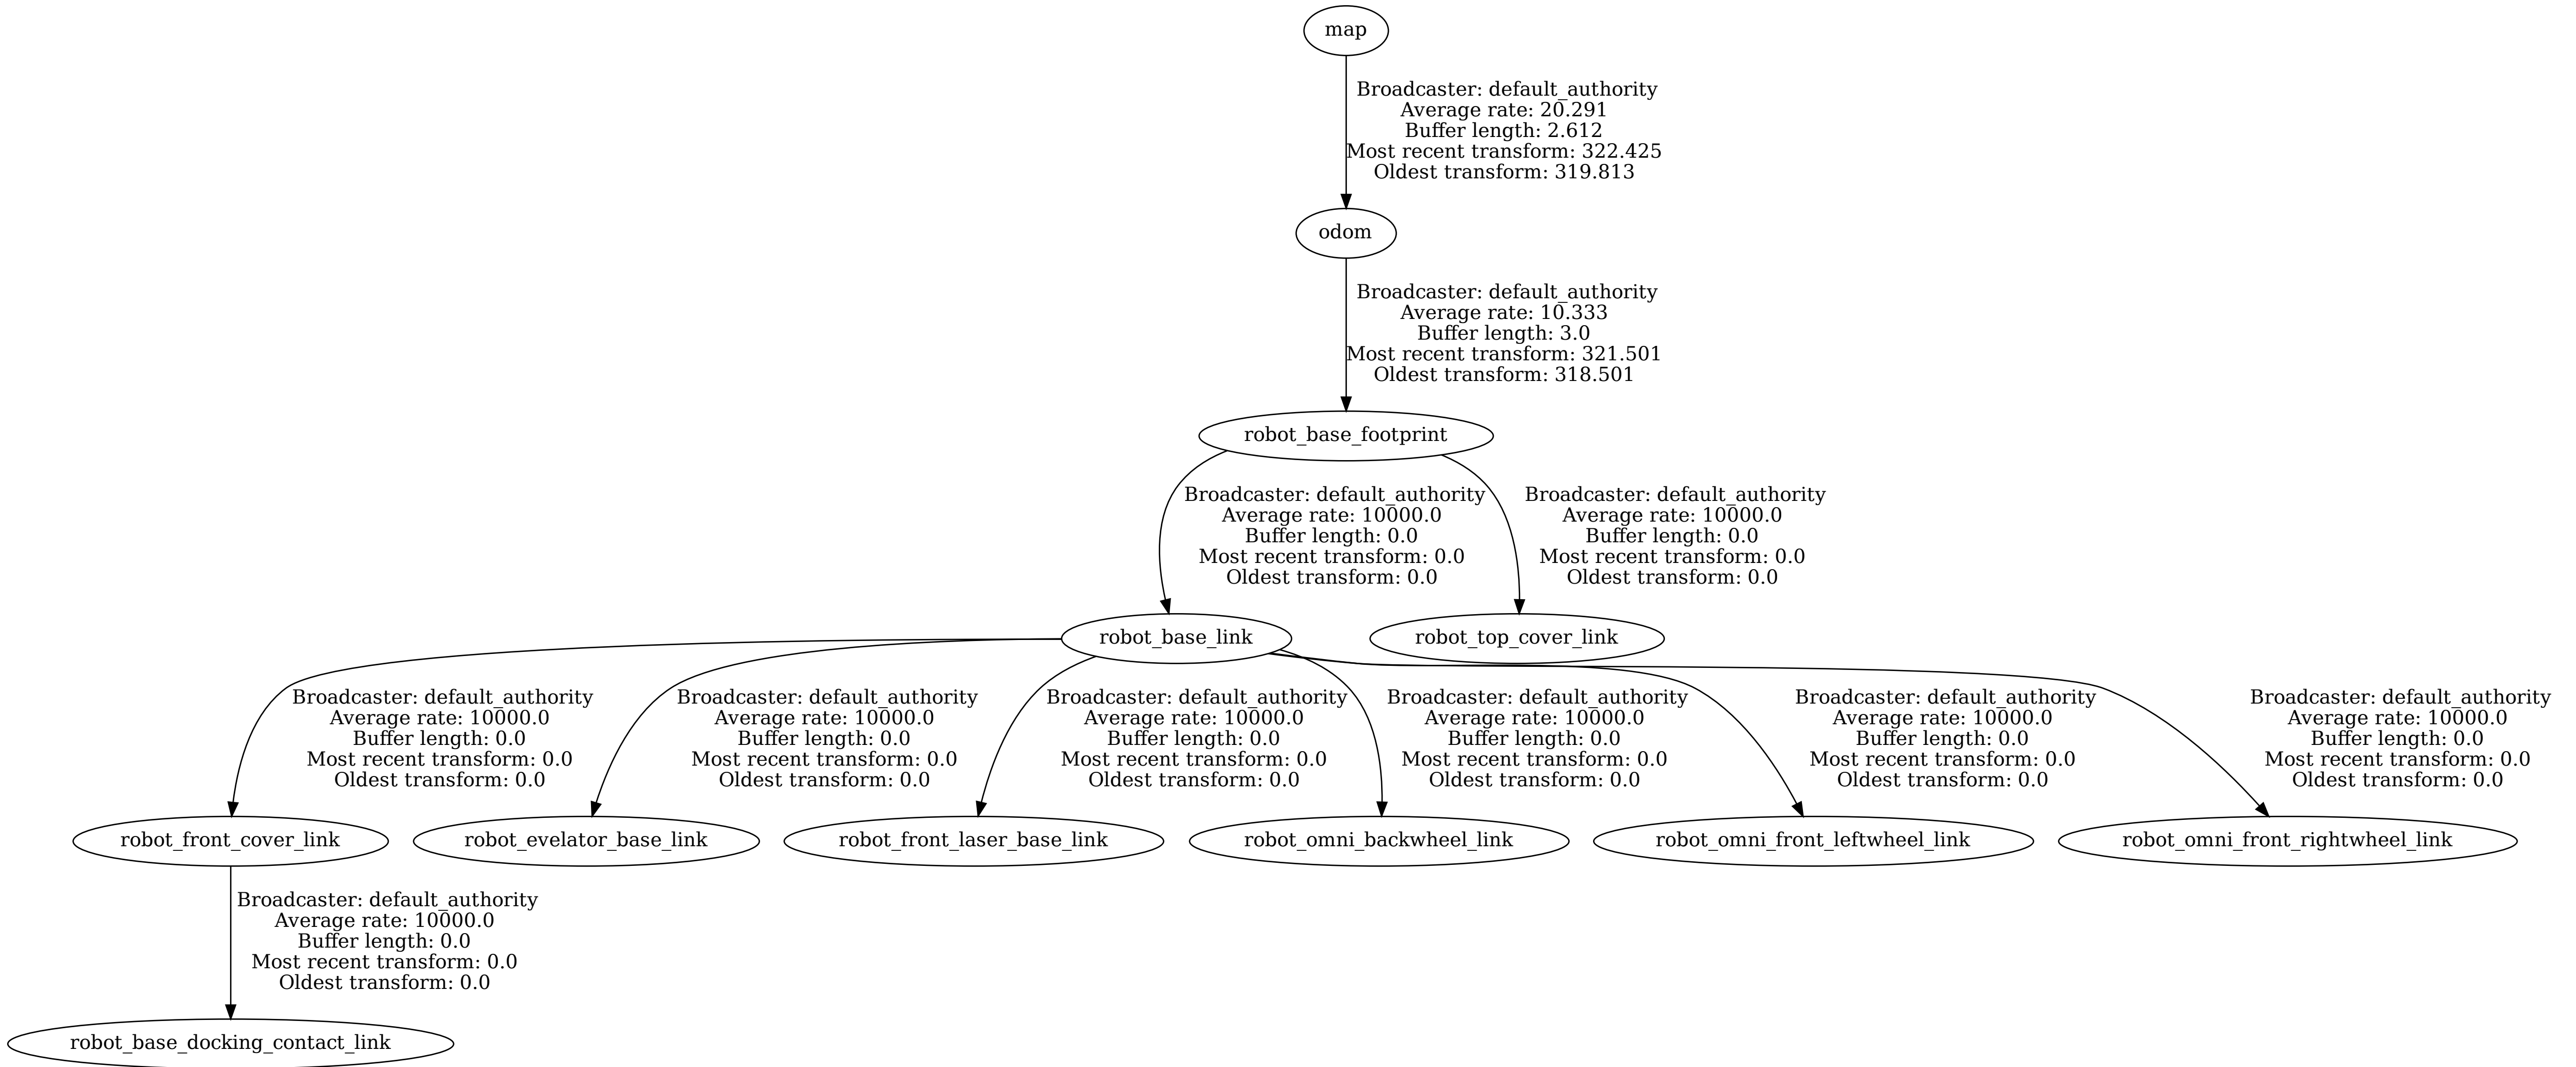 map
Broadcaster: default_authority
Average rate: 20.291
Buffer length: 2.612
Most recent transform: 322.425
Oldest transform: 319.813
odom
Broadcaster: default_authority
Average rate: 10.333
Buffer length: 3.0
Most recent transform: 321.501
Oldest transform: 318.501
robot_base_footprint
Broadcaster: default_authority
Average rate: 10000.0
Buffer length: 0.0
Most recent transform: 0.0
Oldest transform: 0.0
Broadcaster: default_authority
Average rate: 10000.0
Buffer length: 0.0
Most recent transform: 0.0
Oldest transform: 0.0
robot_base_link
robot_top_cover_link
Broadcaster: default_authority
Average rate: 10000.0
Buffer length: 0.0
Most recent transform: 0.0
Oldest transform: 0.0
Broadcaster: default_authority
Average rate: 10000.0
Buffer length: 0.0
Most recent transform: 0.0
Oldest transform: 0.0
Broadcaster: default_authority
Average rate: 10000.0
Buffer length: 0.0
Most recent transform: 0.0
Oldest transform: 0.0
Broadcaster: default_authority
Average rate: 10000.0
Buffer length: 0.0
Most recent transform: 0.0
Oldest transform: 0.0
Broadcaster: default_authority
Average rate: 10000.0
Buffer length: 0.0
Most recent transform: 0.0
Oldest transform: 0.0
Broadcaster: default_authority
Average rate: 10000.0
Buffer length: 0.0
Most recent transform: 0.0
Oldest transform: 0.0
robot_front_cover_link
robot_evelator_base_link
robot_front_laser_base_link
robot_omni_backwheel_link
robot_omni_front_leftwheel_link
robot_omni_front_rightwheel_link
Broadcaster: default_authority
Average rate: 10000.0
Buffer length: 0.0
Most recent transform: 0.0
Oldest transform: 0.0
robot_base_docking_contact_link